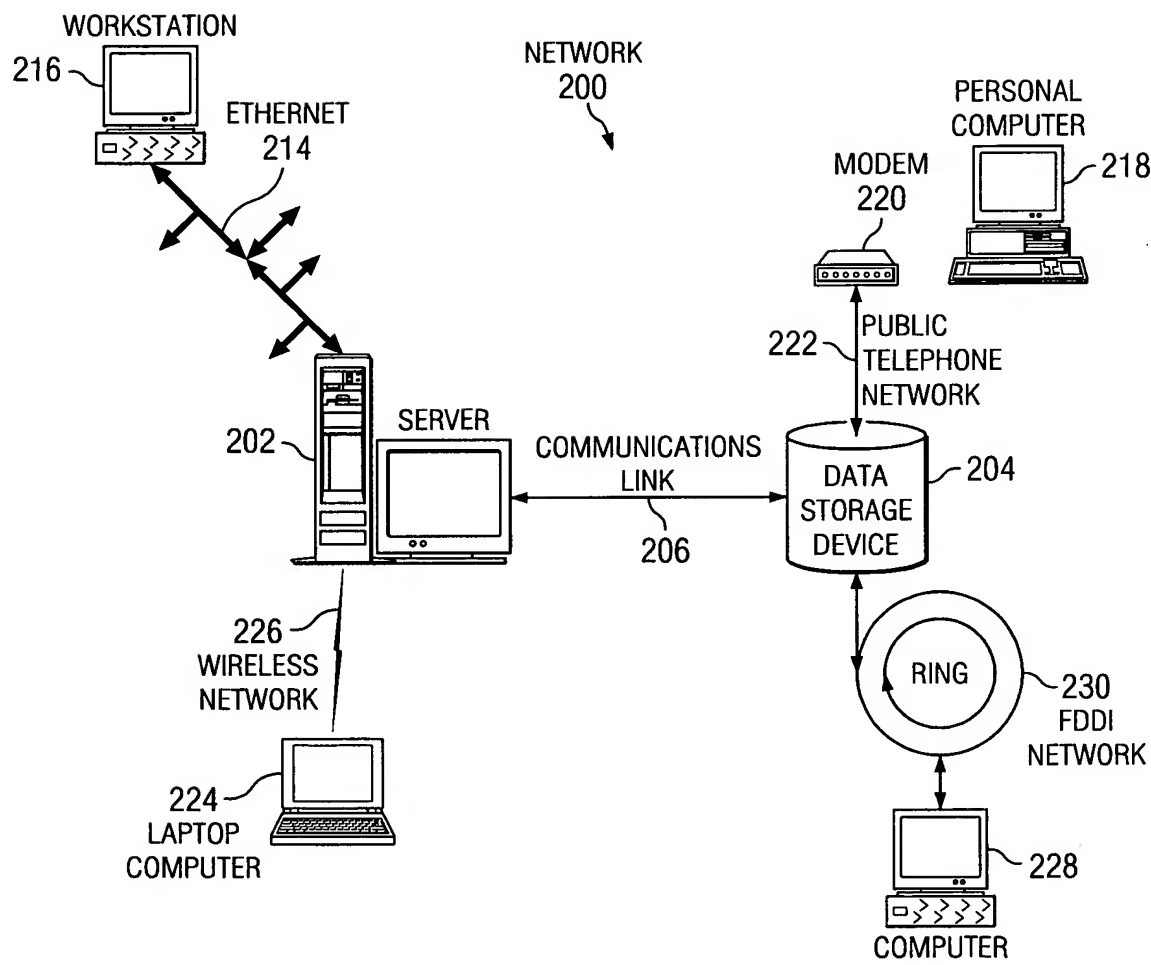 WORKSTATION
216
ETHERNET
214
NETWORK
200
PERSONAL
COMPUTER
218
MODEM
220
222
PUBLIC
TELEPHONE
NETWORK
202
SERVER
COMMUNICATIONS
LINK
206
DATA
STORAGE
DEVICE
204
226
WIRELESS
NETWORK
RING
230
FDDI
NETWORK
224
LAPTOP
COMPUTER
228
COMPUTER